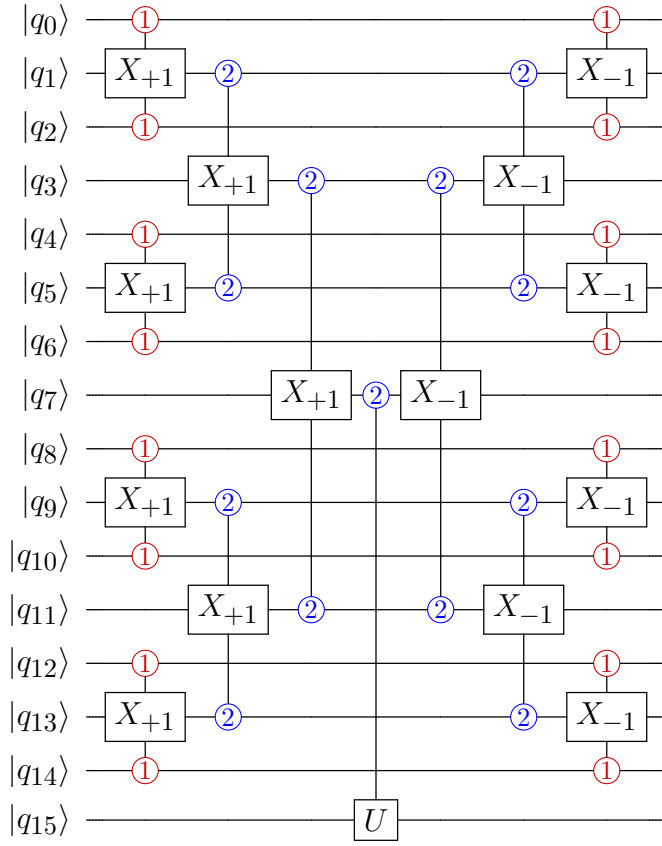 |q₀⟩ 1 1
|q₁⟩ X₊₁ 2 2 X₋₁
|q₂⟩ 1 1
|q₃⟩ X₊₁ 2 2 X₋₁
|q₄⟩ 1 1
|q₅⟩ X₊₁ 2 2 X₋₁
|q₆⟩ 1 1
|q₇⟩ X₊₁ 2 X₋₁
|q₈⟩ 1 1
|q₉⟩ X₊₁ 2 2 X₋₁
|q₁₀⟩ 1 1
|q₁₁⟩ X₊₁ 2 2 X₋₁
|q₁₂⟩ 1 1
|q₁₃⟩ X₊₁ 2 2 X₋₁
|q₁₄⟩ 1 1
|q₁₅⟩ U